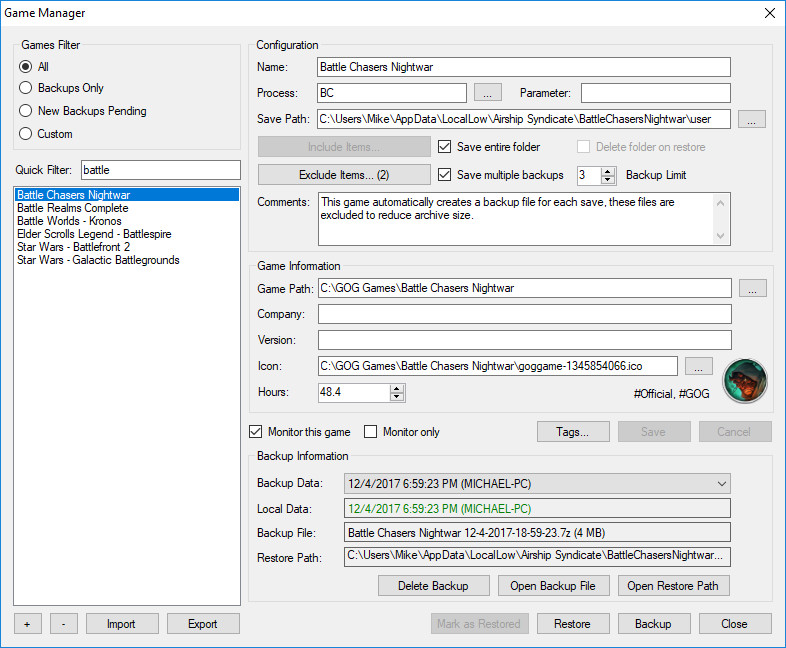 Game Manager
Games Filter
All
Backups Only
New Backups Pending
Custom
Quick Filter: battle
Battle Chasers Nightwar
Battle Realms Complete
Battle Worlds - Kronos
Elder Scrolls Legend - Battlespire
Star Wars - Battlefront 2
Star Wars - Galactic Battlegrounds
+ - Import Export
Configuration
Name: Battle Chasers Nightwar
Process: BC ... Parameter:
Save Path: C:\Users\Mike\AppData\LocalLow\Airship Syndicate\BattleChasersNightwar\user ...
Include Items... Save entire folder Delete folder on restore
Exclude Items... (2) Save multiple backups 3 Backup Limit
Comments: This game automatically creates a backup file for each save, these files are
excluded to reduce archive size.
Game Information
Game Path: C:\GOG Games\Battle Chasers Nightwar ...
Company:
Version:
Icon: C:\GOG Games\Battle Chasers Nightwar\goggame-1345854066.ico ...
Hours: 48.4 #Official, #GOG
Monitor this game Monitor only Tags... Save Cancel
Backup Information
Backup Data: 12/4/2017 6:59:23 PM (MICHAEL-PC)
Local Data: 12/4/2017 6:59:23 PM (MICHAEL-PC)
Backup File: Battle Chasers Nightwar 12-4-2017-18-59-23.7z (4 MB)
Restore Path: C:\Users\Mike\AppData\LocalLow\Airship Syndicate\BattleChasersNightwar...
Delete Backup Open Backup File Open Restore Path
Mark as Restored Restore Backup Close